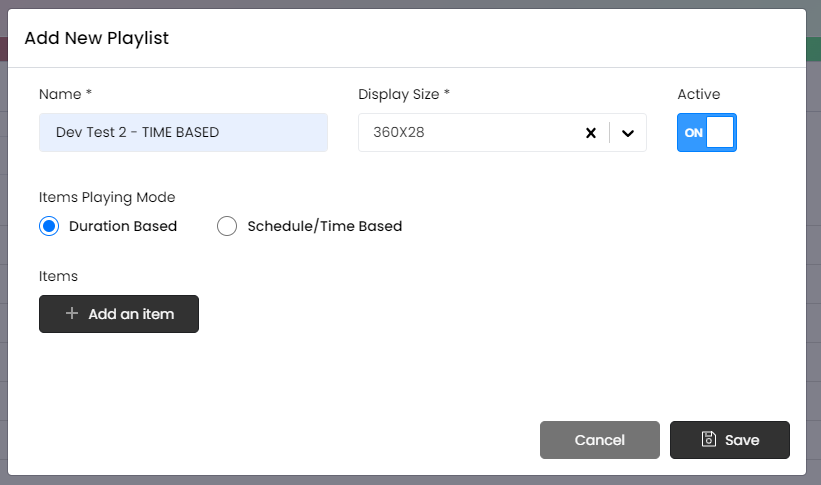 Add New Playlist
Name * Display Size * Active
Dev Test 2 - TIME BASED 360X28 ON
Items Playing Mode
Duration Based Schedule/Time Based
Items
Add an item
Cancel Save